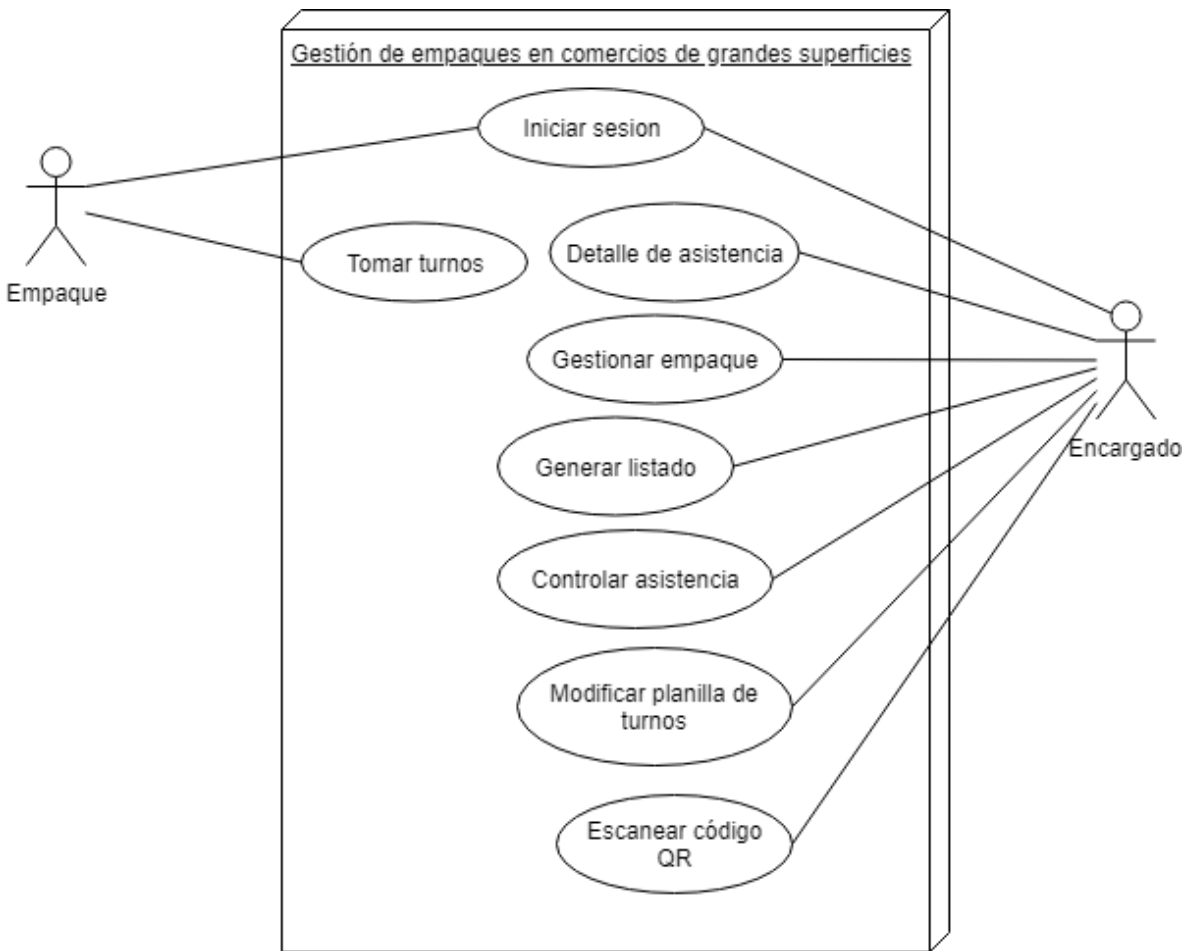 Gestión de empaques en comercios de grandes superficies
Iniciar sesion
Empaque
Tomar turnos
Detalle de asistencia
Gestionar empaque
Encargado
Generar listado
Controlar asistencia
Modificar planilla de
turnos
Escanear código
QR